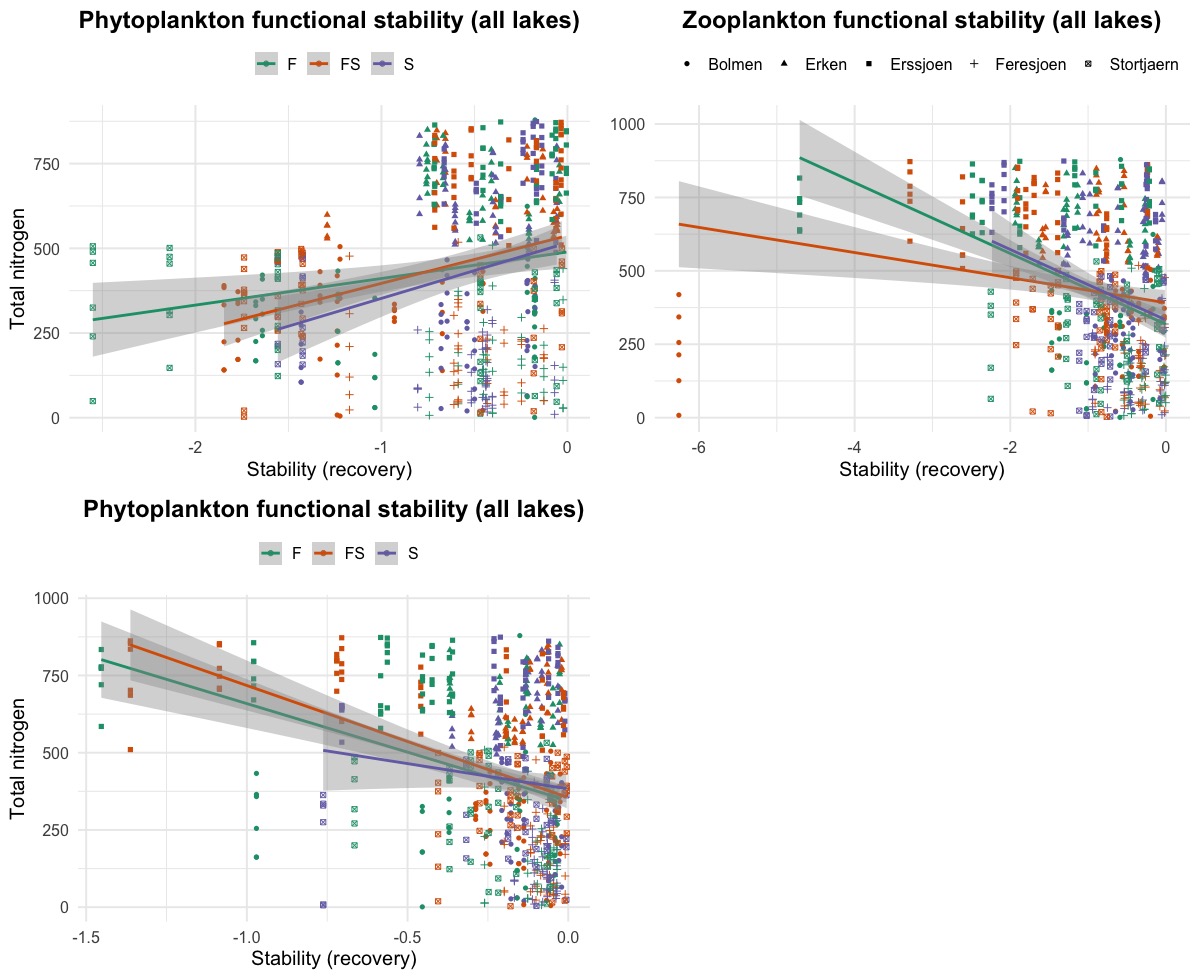 Phytoplankton functional stability (all lakes)
F FS S
Total nitrogen
750
500
250
0
-2 -1 0
Stability (recovery)
Zooplankton functional stability (all lakes)
Bolmen Erken Erssjoen Feresjoen Stortjaern
1000
750
500
250
0
-6 -4 -2 0
Stability (recovery)
Phytoplankton functional stability (all lakes)
F FS S
Total nitrogen
1000
750
500
250
0
-1.5 -1.0 -0.5 0.0
Stability (recovery)